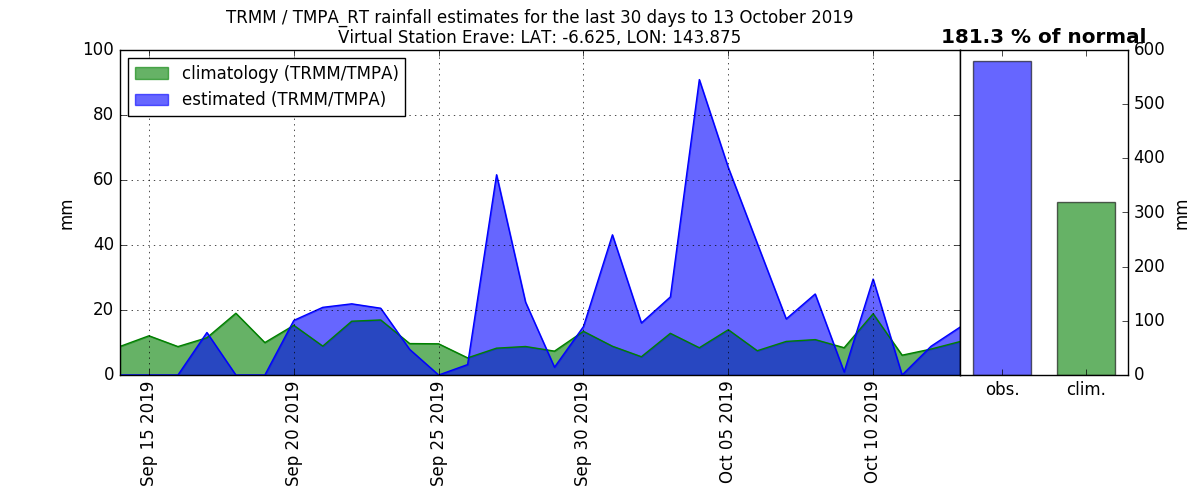 TRMM / TMPA_RT rainfall estimates for the last 30 days to 13 October 2019
Virtual Station Erave: LAT: -6.625, LON: 143.875
181.3 % of normal
climatology (TRMM/TMPA)
estimated (TRMM/TMPA)
100
80
60
40
20
0
mm
Sep 15 2019
Sep 20 2019
Sep 25 2019
Sep 30 2019
Oct 05 2019
Oct 10 2019
600
500
400
300
200
100
0
mm
obs.
clim.